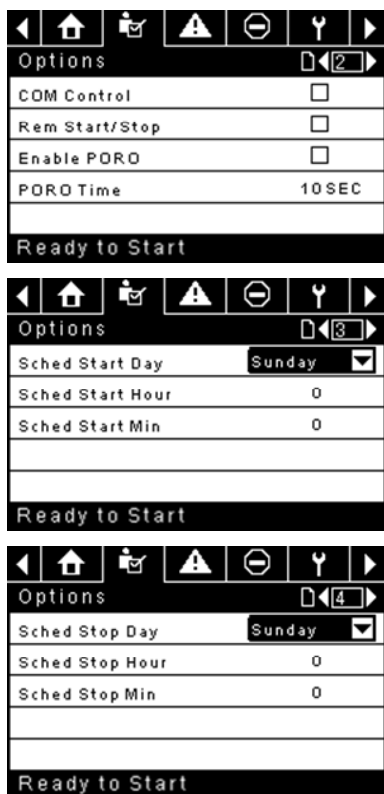 Options 2
COM Control
Rem Start/Stop
Enable PORO
PORO Time 10 SEC
Ready to Start
Options 3
Sched Start Day Sunday
Sched Start Hour 0
Sched Start Min 0
Ready to Start
Options 4
Sched Stop Day Sunday
Sched Stop Hour 0
Sched Stop Min 0
Ready to Start